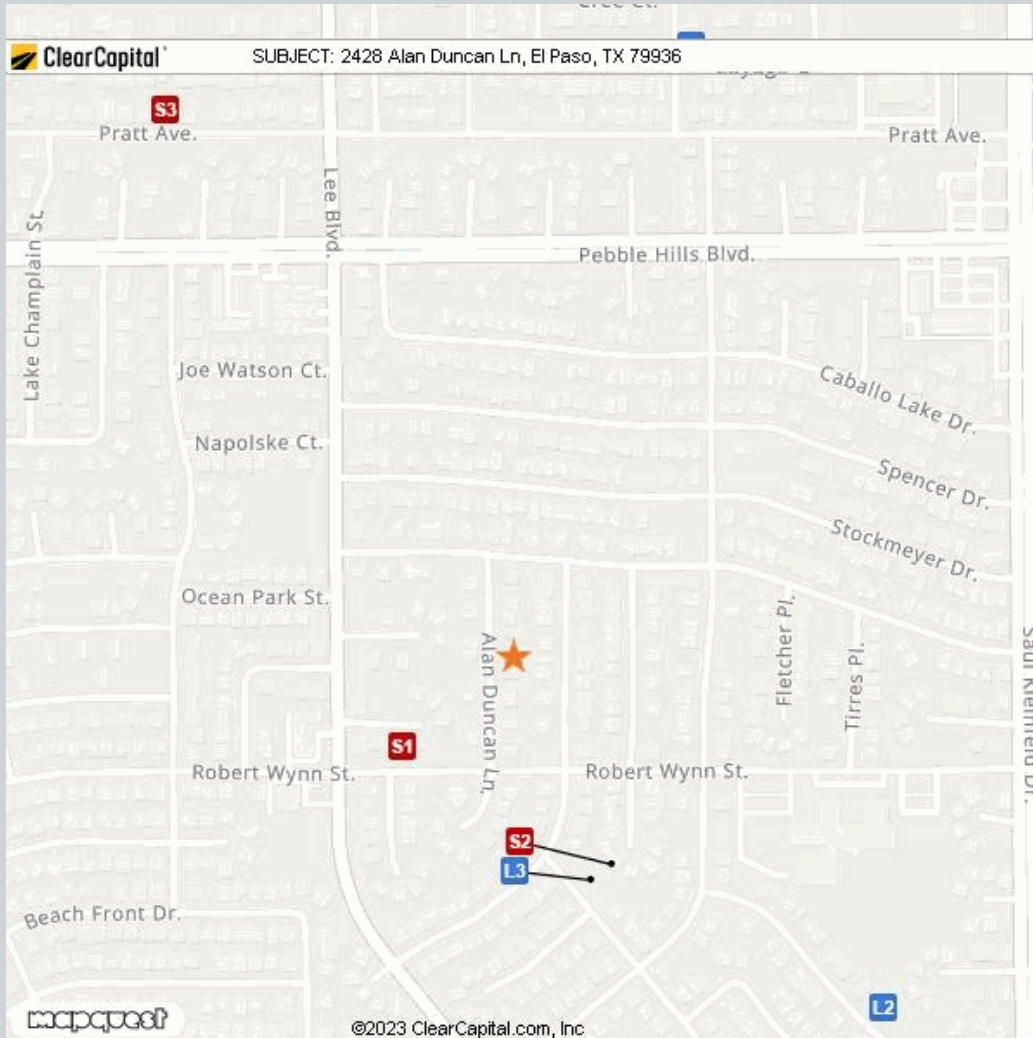 ClearCapital
SUBJECT: 2428 Alan Duncan Ln, El Paso, TX 79936
S3
Pratt Ave.
Pratt Ave.
Lee Blvd.
Lake Champlain St.
Pebble Hills Blvd.
Joe Watson Ct.
Caballo Lake Dr.
Napolske Ct.
Spencer Dr.
Stockmeyer Dr.
Ocean Park St.
Alan Duncan Ln.
Fletcher Pl.
Tirres Pl.
Saul Kleinfeld Dr.
S1
Robert Wynn St.
Robert Wynn St.
S2
L3
Beach Front Dr.
L2
mapquest
©2023 ClearCapital.com, Inc